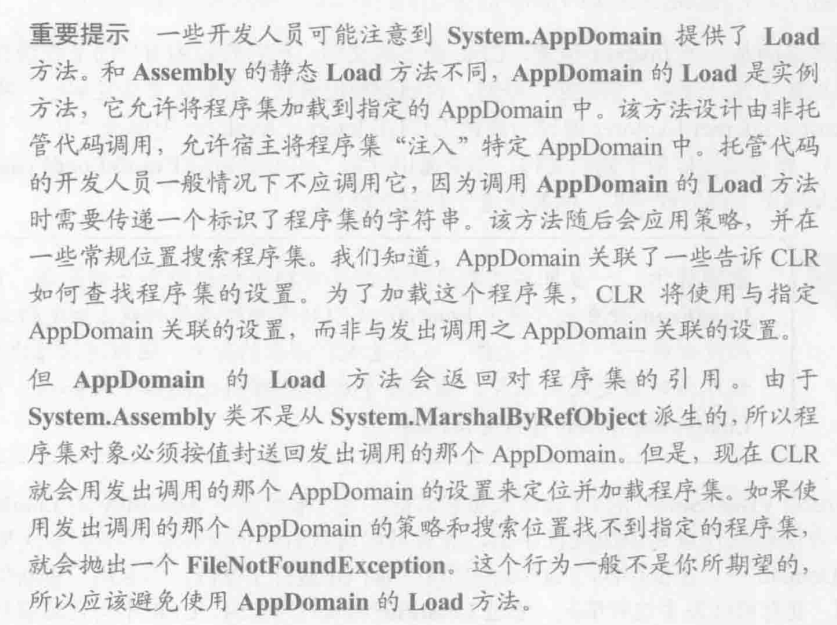 重要提示 一些开发人员可能注意到 System.AppDomain 提供了 Load
方法。和 Assembly 的静态 Load 方法不同，AppDomain 的 Load 是实例
方法，它允许将程序集加载到指定的 AppDomain 中。该方法设计由非托
管代码调用，允许宿主将程序集“注入”特定 AppDomain 中。托管代码
的开发人员一般情况下不应调用它，因为调用 AppDomain 的 Load 方法
时需要传递一个标识了程序集的字符串。该方法随后会应用策略，并在
一些常规位置搜索程序集。我们知道，AppDomain 关联了一些告诉 CLR
如何查找程序集的设置。为了加载这个程序集，CLR 将使用与指定
AppDomain 关联的设置，而非与发出调用之 AppDomain 关联的设置。
但 AppDomain 的 Load 方法会返回对程序集的引用。由于
System.Assembly 类不是从 System.MarshalByRefObject 派生的，所以程
序集对象必须按值封送回发出调用的那个 AppDomain。但是，现在 CLR
就会用发出调用的那个 AppDomain 的设置来定位并加载程序集。如果使
用发出调用的那个 AppDomain 的策略和搜索位置找不到指定的程序集，
就会抛出一个 FileNotFoundException。这个行为一般不是你所期望的，
所以应该避免使用 AppDomain 的 Load 方法。